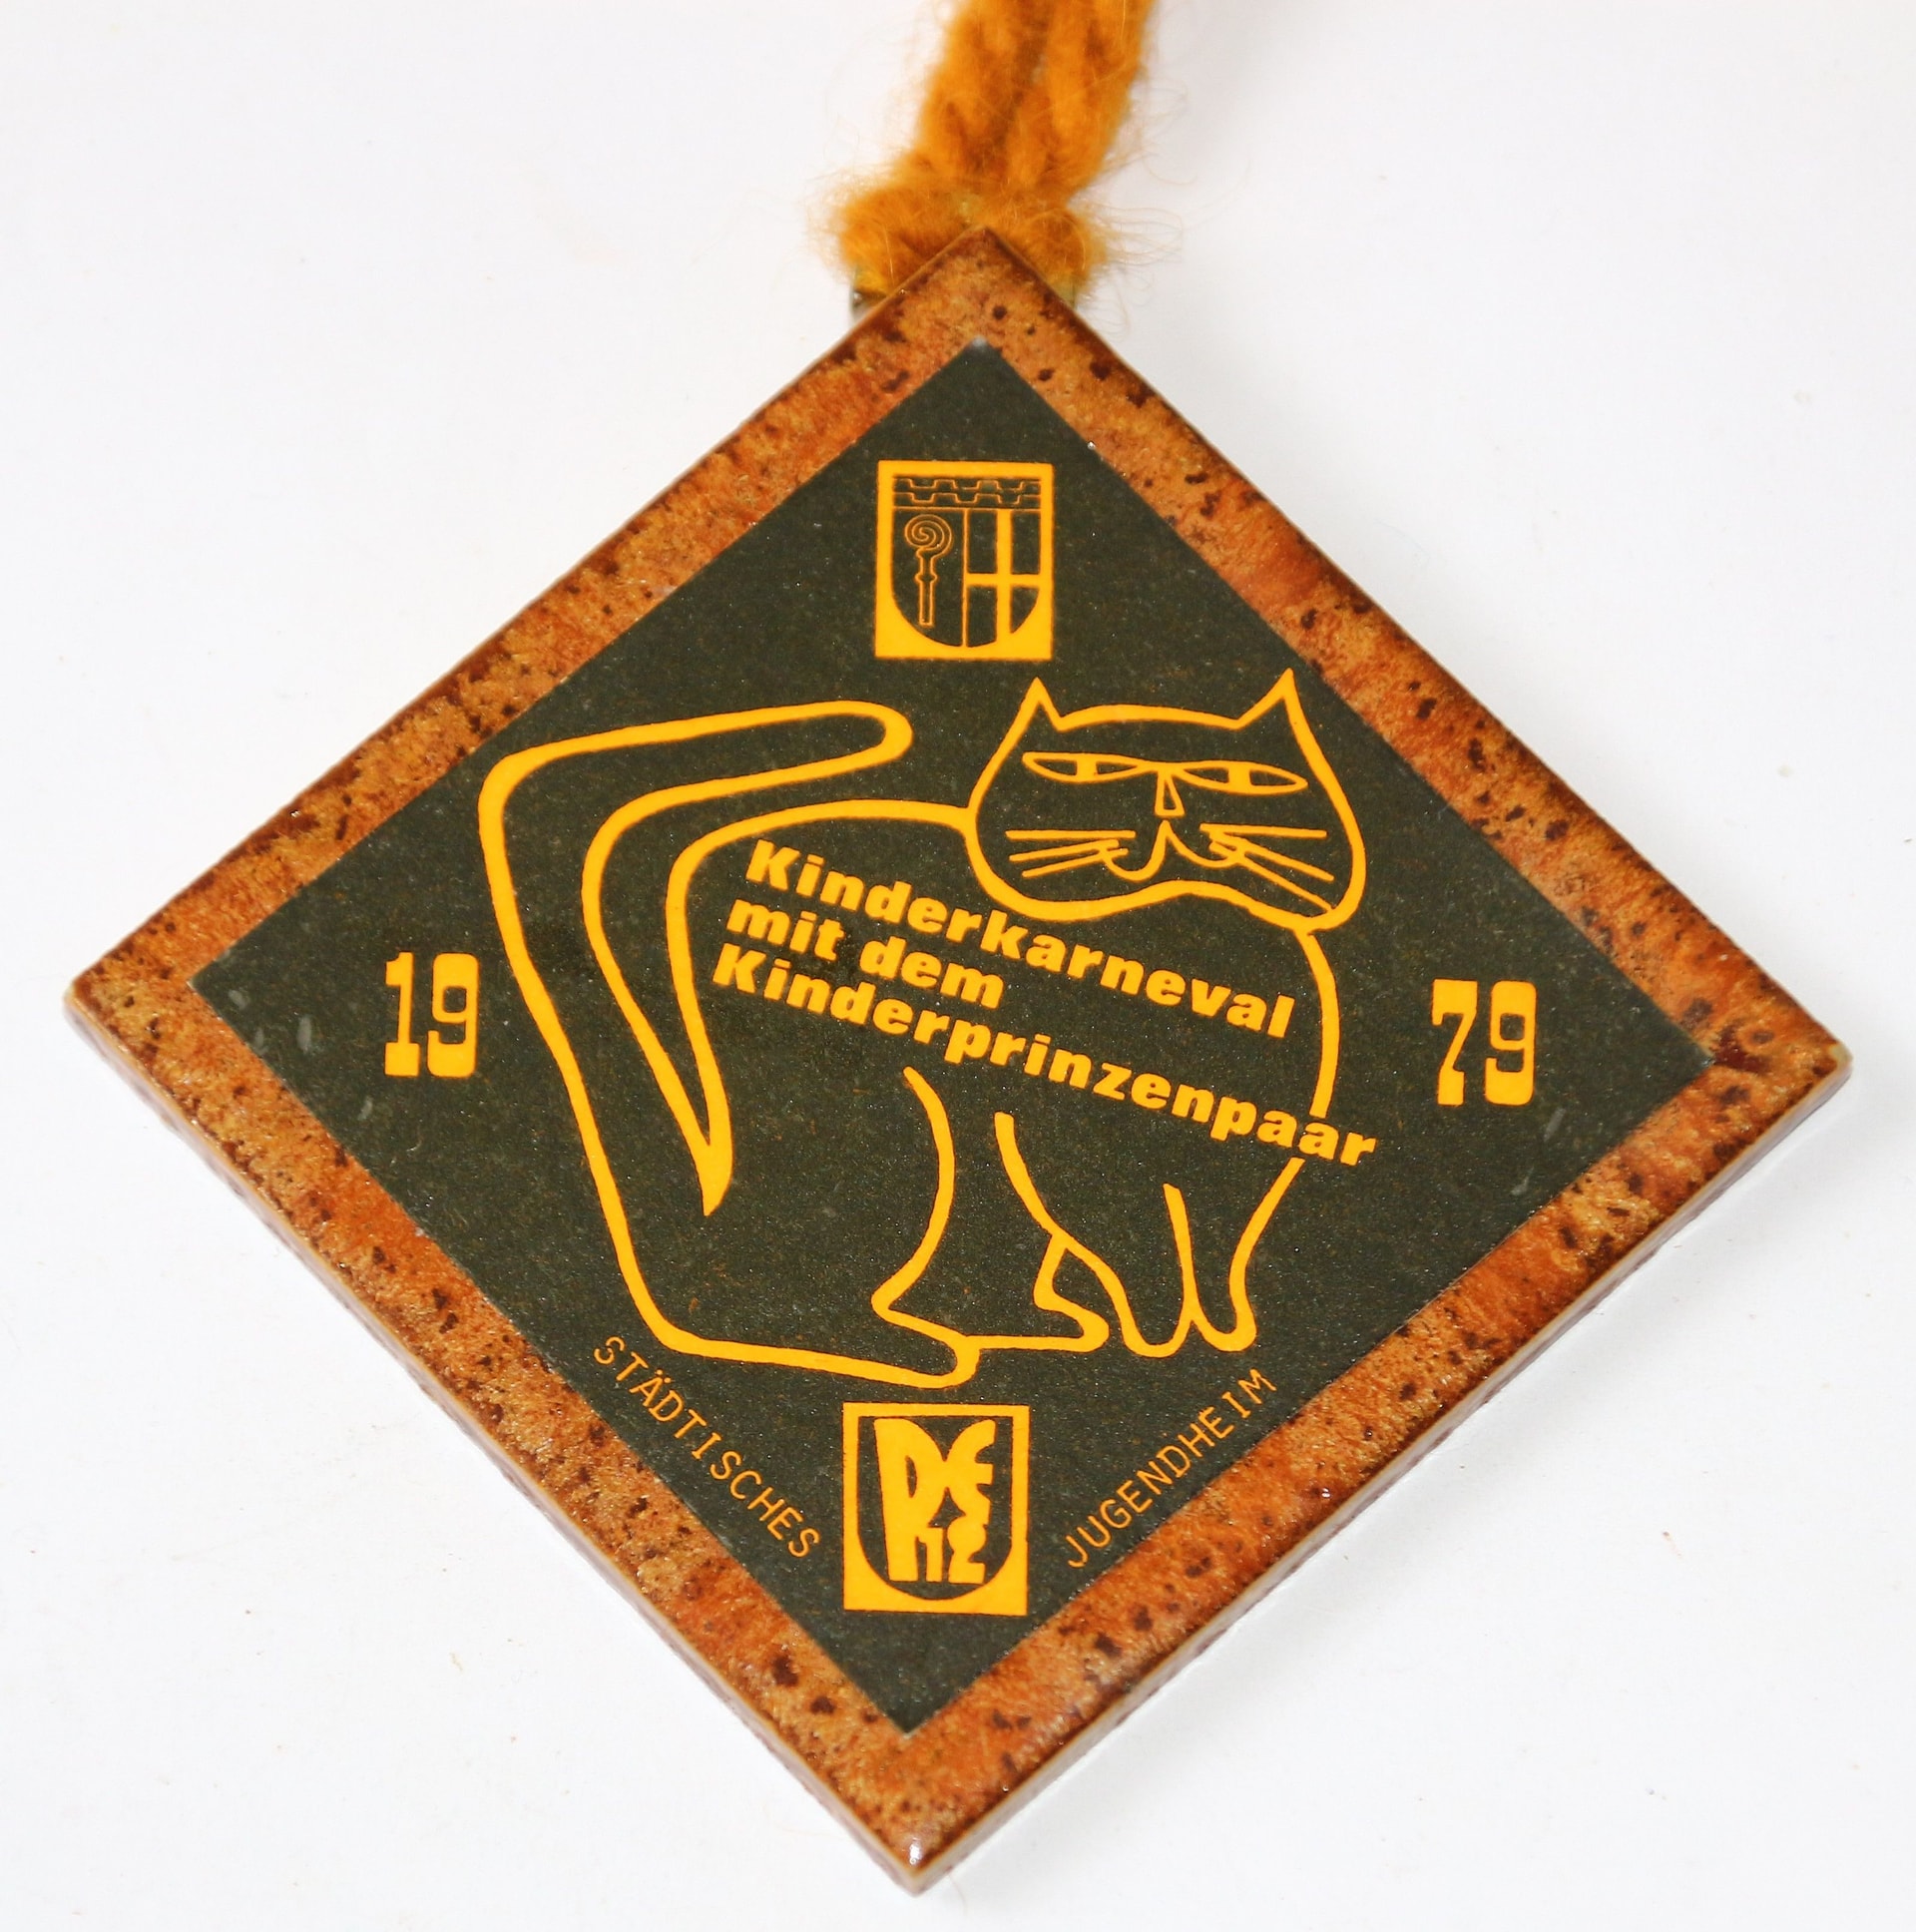 Kinderkarneval
mit dem
Kinderprinzenpaar
19 79
STÄDTISCHES JUGENDHEIM